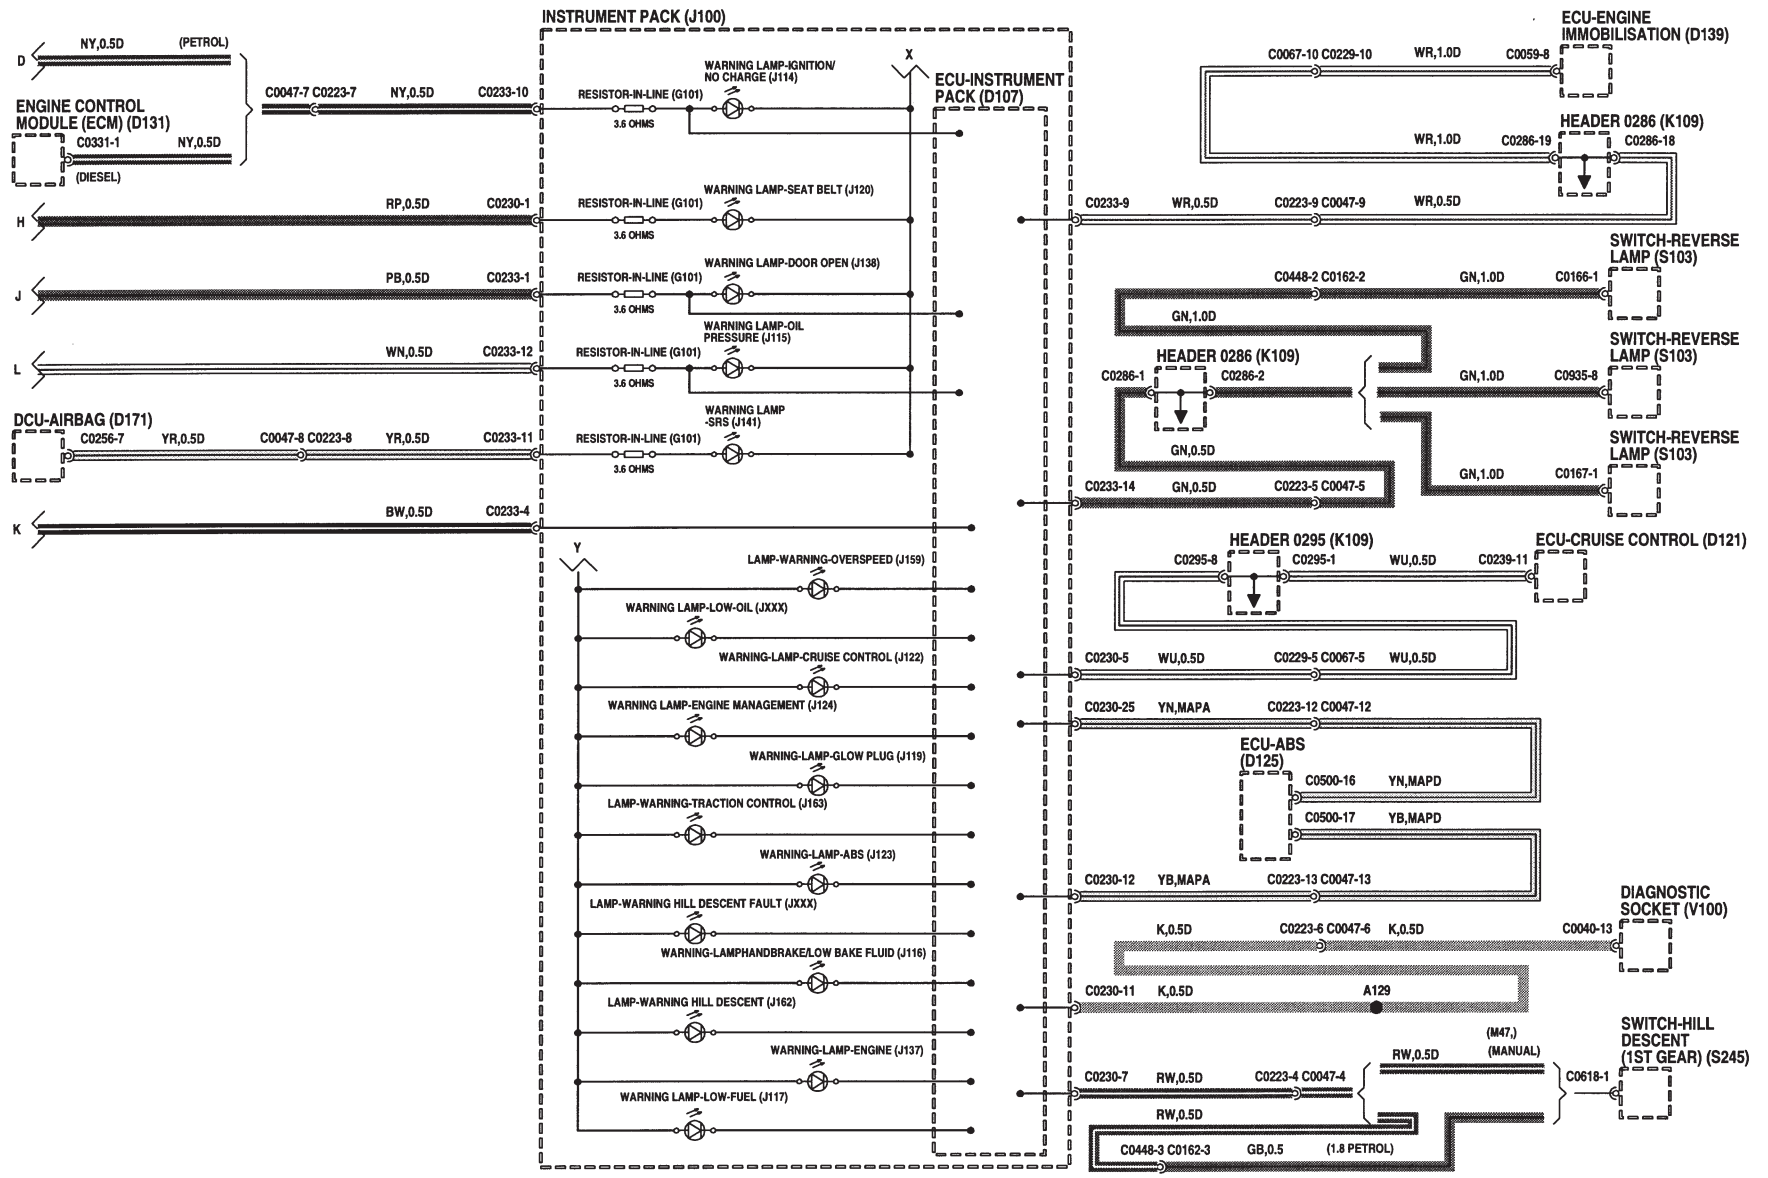 INSTRUMENT PACK (J100)
D
NY,0.5D
(PETROL)
ENGINE CONTROL
MODULE (ECM) (D131)
C0331-1
NY,0.5D
(DIESEL)
C0047-7 C0223-7
NY,0.5D
C0233-10
RESISTOR-IN-LINE (G101)
3.6 OHMS
WARNING LAMP-IGNITION/
NO CHARGE (J114)
X
ECU-INSTRUMENT
PACK (D107)
H
RP,0.5D
C0230-1
RESISTOR-IN-LINE (G101)
3.6 OHMS
WARNING LAMP-SEAT BELT (J120)
J
PB,0.5D
C0233-1
RESISTOR-IN-LINE (G101)
3.6 OHMS
WARNING LAMP-DOOR OPEN (J138)
L
WN,0.5D
C0233-12
RESISTOR-IN-LINE (G101)
3.6 OHMS
WARNING LAMP-OIL
PRESSURE (J115)
DCU-AIRBAG (D171)
C0256-7
YR,0.5D
C0047-8 C0223-8
YR,0.5D
C0233-11
RESISTOR-IN-LINE (G101)
3.6 OHMS
WARNING LAMP
-SRS (J141)
K
BW,0.5D
C0233-4
Y
LAMP-WARNING-OVERSPEED (J159)
WARNING LAMP-LOW-OIL (JXXX)
WARNING-LAMP-CRUISE CONTROL (J122)
WARNING LAMP-ENGINE MANAGEMENT (J124)
WARNING-LAMP-GLOW PLUG (J119)
LAMP-WARNING-TRACTION CONTROL (J163)
WARNING-LAMP-ABS (J123)
LAMP-WARNING HILL DESCENT FAULT (JXXX)
WARNING-LAMPHANDBRAKE/LOW BAKE FLUID (J116)
LAMP-WARNING HILL DESCENT (J162)
WARNING-LAMP-ENGINE (J137)
WARNING LAMP-LOW-FUEL (J117)
ECU-ENGINE
IMMOBILISATION (D139)
C0067-10 C0229-10
WR,1.0D
C0059-8
HEADER 0286 (K109)
WR,1.0D
C0286-19
C0286-18
C0233-9
WR,0.5D
C0223-9 C0047-9
WR,0.5D
SWITCH-REVERSE
LAMP (S103)
C0448-2 C0162-2
GN,1.0D
C0166-1
GN,1.0D
SWITCH-REVERSE
LAMP (S103)
HEADER 0286 (K109)
C0286-1
C0286-2
GN,1.0D
C0935-8
SWITCH-REVERSE
LAMP (S103)
GN,0.5D
GN,1.0D
C0167-1
C0233-14
GN,0.5D
C0223-5 C0047-5
HEADER 0295 (K109)
ECU-CRUISE CONTROL (D121)
C0295-8
C0295-1
WU,0.5D
C0239-11
C0230-5
WU,0.5D
C0229-5 C0067-5
WU,0.5D
C0230-25
YN,MAPA
C0223-12 C0047-12
ECU-ABS
(D125)
C0500-16
YN,MAPD
C0500-17
YB,MAPD
C0230-12
YB,MAPA
C0223-13 C0047-13
DIAGNOSTIC
SOCKET (V100)
K,0.5D
C0223-6 C0047-6
K,0.5D
C0040-13
C0230-11
K,0.5D
A129
SWITCH-HILL
DESCENT
(1ST GEAR) (S245)
(M47,)
(MANUAL)
RW,0.5D
C0230-7
RW,0.5D
C0223-4 C0047-4
C0618-1
RW,0.5D
C0448-3 C0162-3
GB,0.5
(1.8 PETROL)